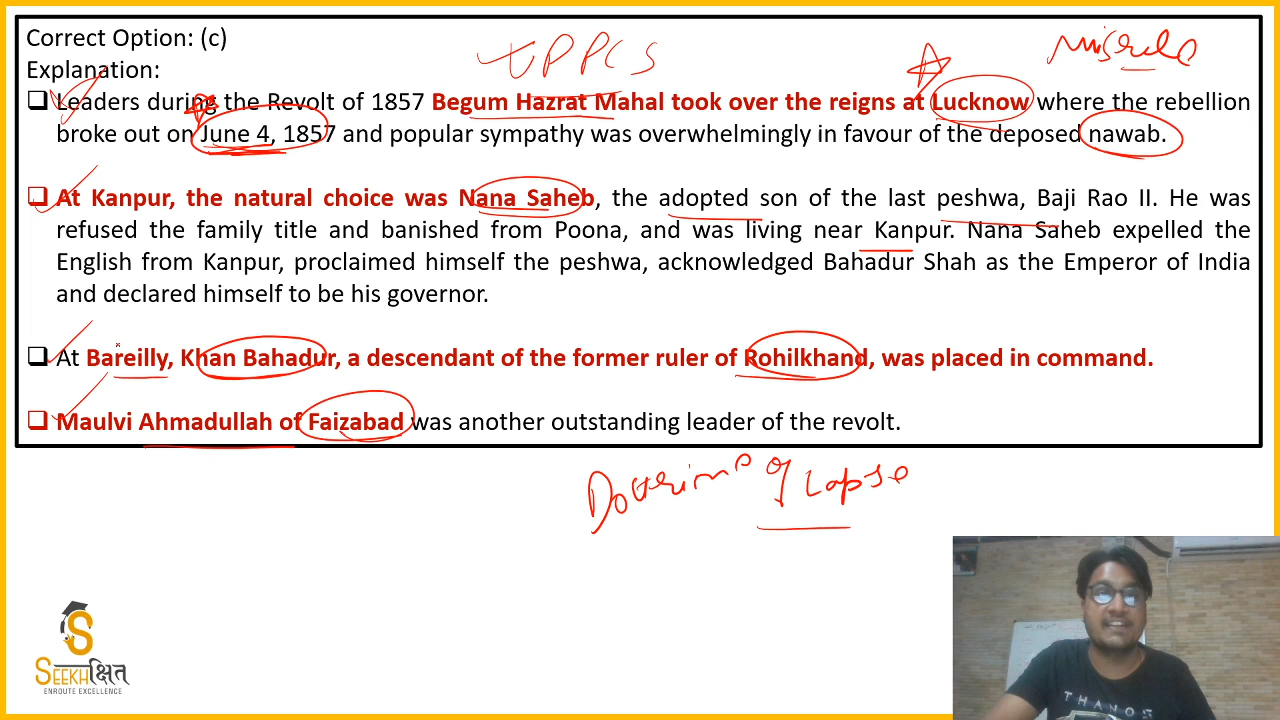 Correct Option: (c)
UPPCS
misrule
Explanation:
❑ Leaders during the Revolt of 1857 Begum Hazrat Mahal took over the reigns at Lucknow where the rebellion
broke out on June 4, 1857 and popular sympathy was overwhelmingly in favour of the deposed nawab.
❑ At Kanpur, the natural choice was Nana Saheb, the adopted son of the last peshwa, Baji Rao II. He was
refused the family title and banished from Poona, and was living near Kanpur. Nana Saheb expelled the
English from Kanpur, proclaimed himself the peshwa, acknowledged Bahadur Shah as the Emperor of India
and declared himself to be his governor.
❑ At Bareilly, Khan Bahadur, a descendant of the former ruler of Rohilkhand, was placed in command.
❑ Maulvi Ahmadullah of Faizabad was another outstanding leader of the revolt.
Doctrine of Lapse
SEEKHक्षित
ENROUTE EXCELLENCE
THANOS